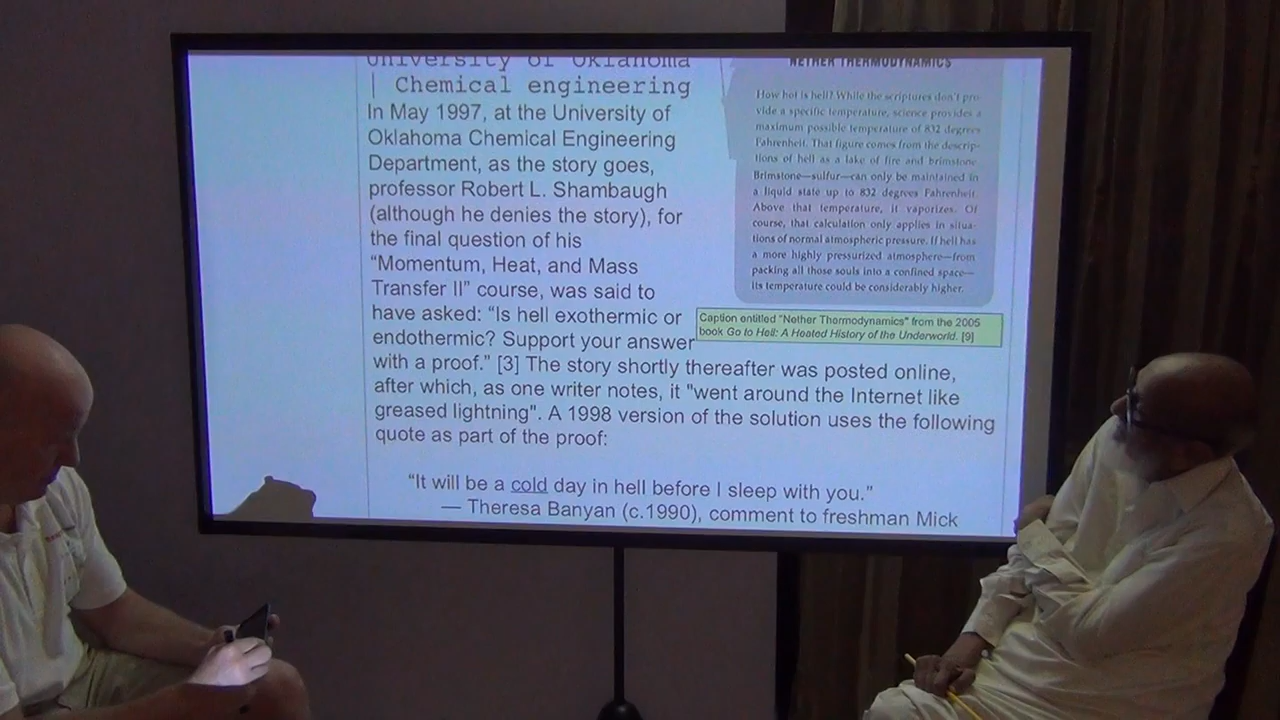 University of Oklahoma
| Chemical engineering
In May 1997, at the University of
Oklahoma Chemical Engineering
Department, as the story goes,
professor Robert L. Shambaugh
(although he denies the story), for
the final question of his
“Momentum, Heat, and Mass
Transfer II” course, was said to
have asked: “Is hell exothermic or
endothermic? Support your answer
with a proof.” [3] The story shortly thereafter was posted online,
after which, as one writer notes, it "went around the Internet like
greased lightning". A 1998 version of the solution uses the following
quote as part of the proof:
“It will be a cold day in hell before I sleep with you.”
— Theresa Banyan (c.1990), comment to freshman Mick
NETHER THERMODYNAMICS
How hot is hell? While the scriptures don't pro-
vide a specific temperature, science provides a
maximum possible temperature of 832 degrees
Fahrenheit. That figure comes from the descrip-
tions of hell as a lake of fire and brimstone.
Brimstone—sulfur—can only be maintained in
a liquid state up to 832 degrees Fahrenheit.
Above that temperature, it vaporizes. Of
course, that calculation only applies in situa-
tions of normal atmospheric pressure. If hell has
a more highly pressurized atmosphere—from
packing all those souls into a confined space—
its temperature could be considerably higher.
Caption entitled "Nether Thermodynamics" from the 2005
book Go to Hell: A Heated History of the Underworld. [9]